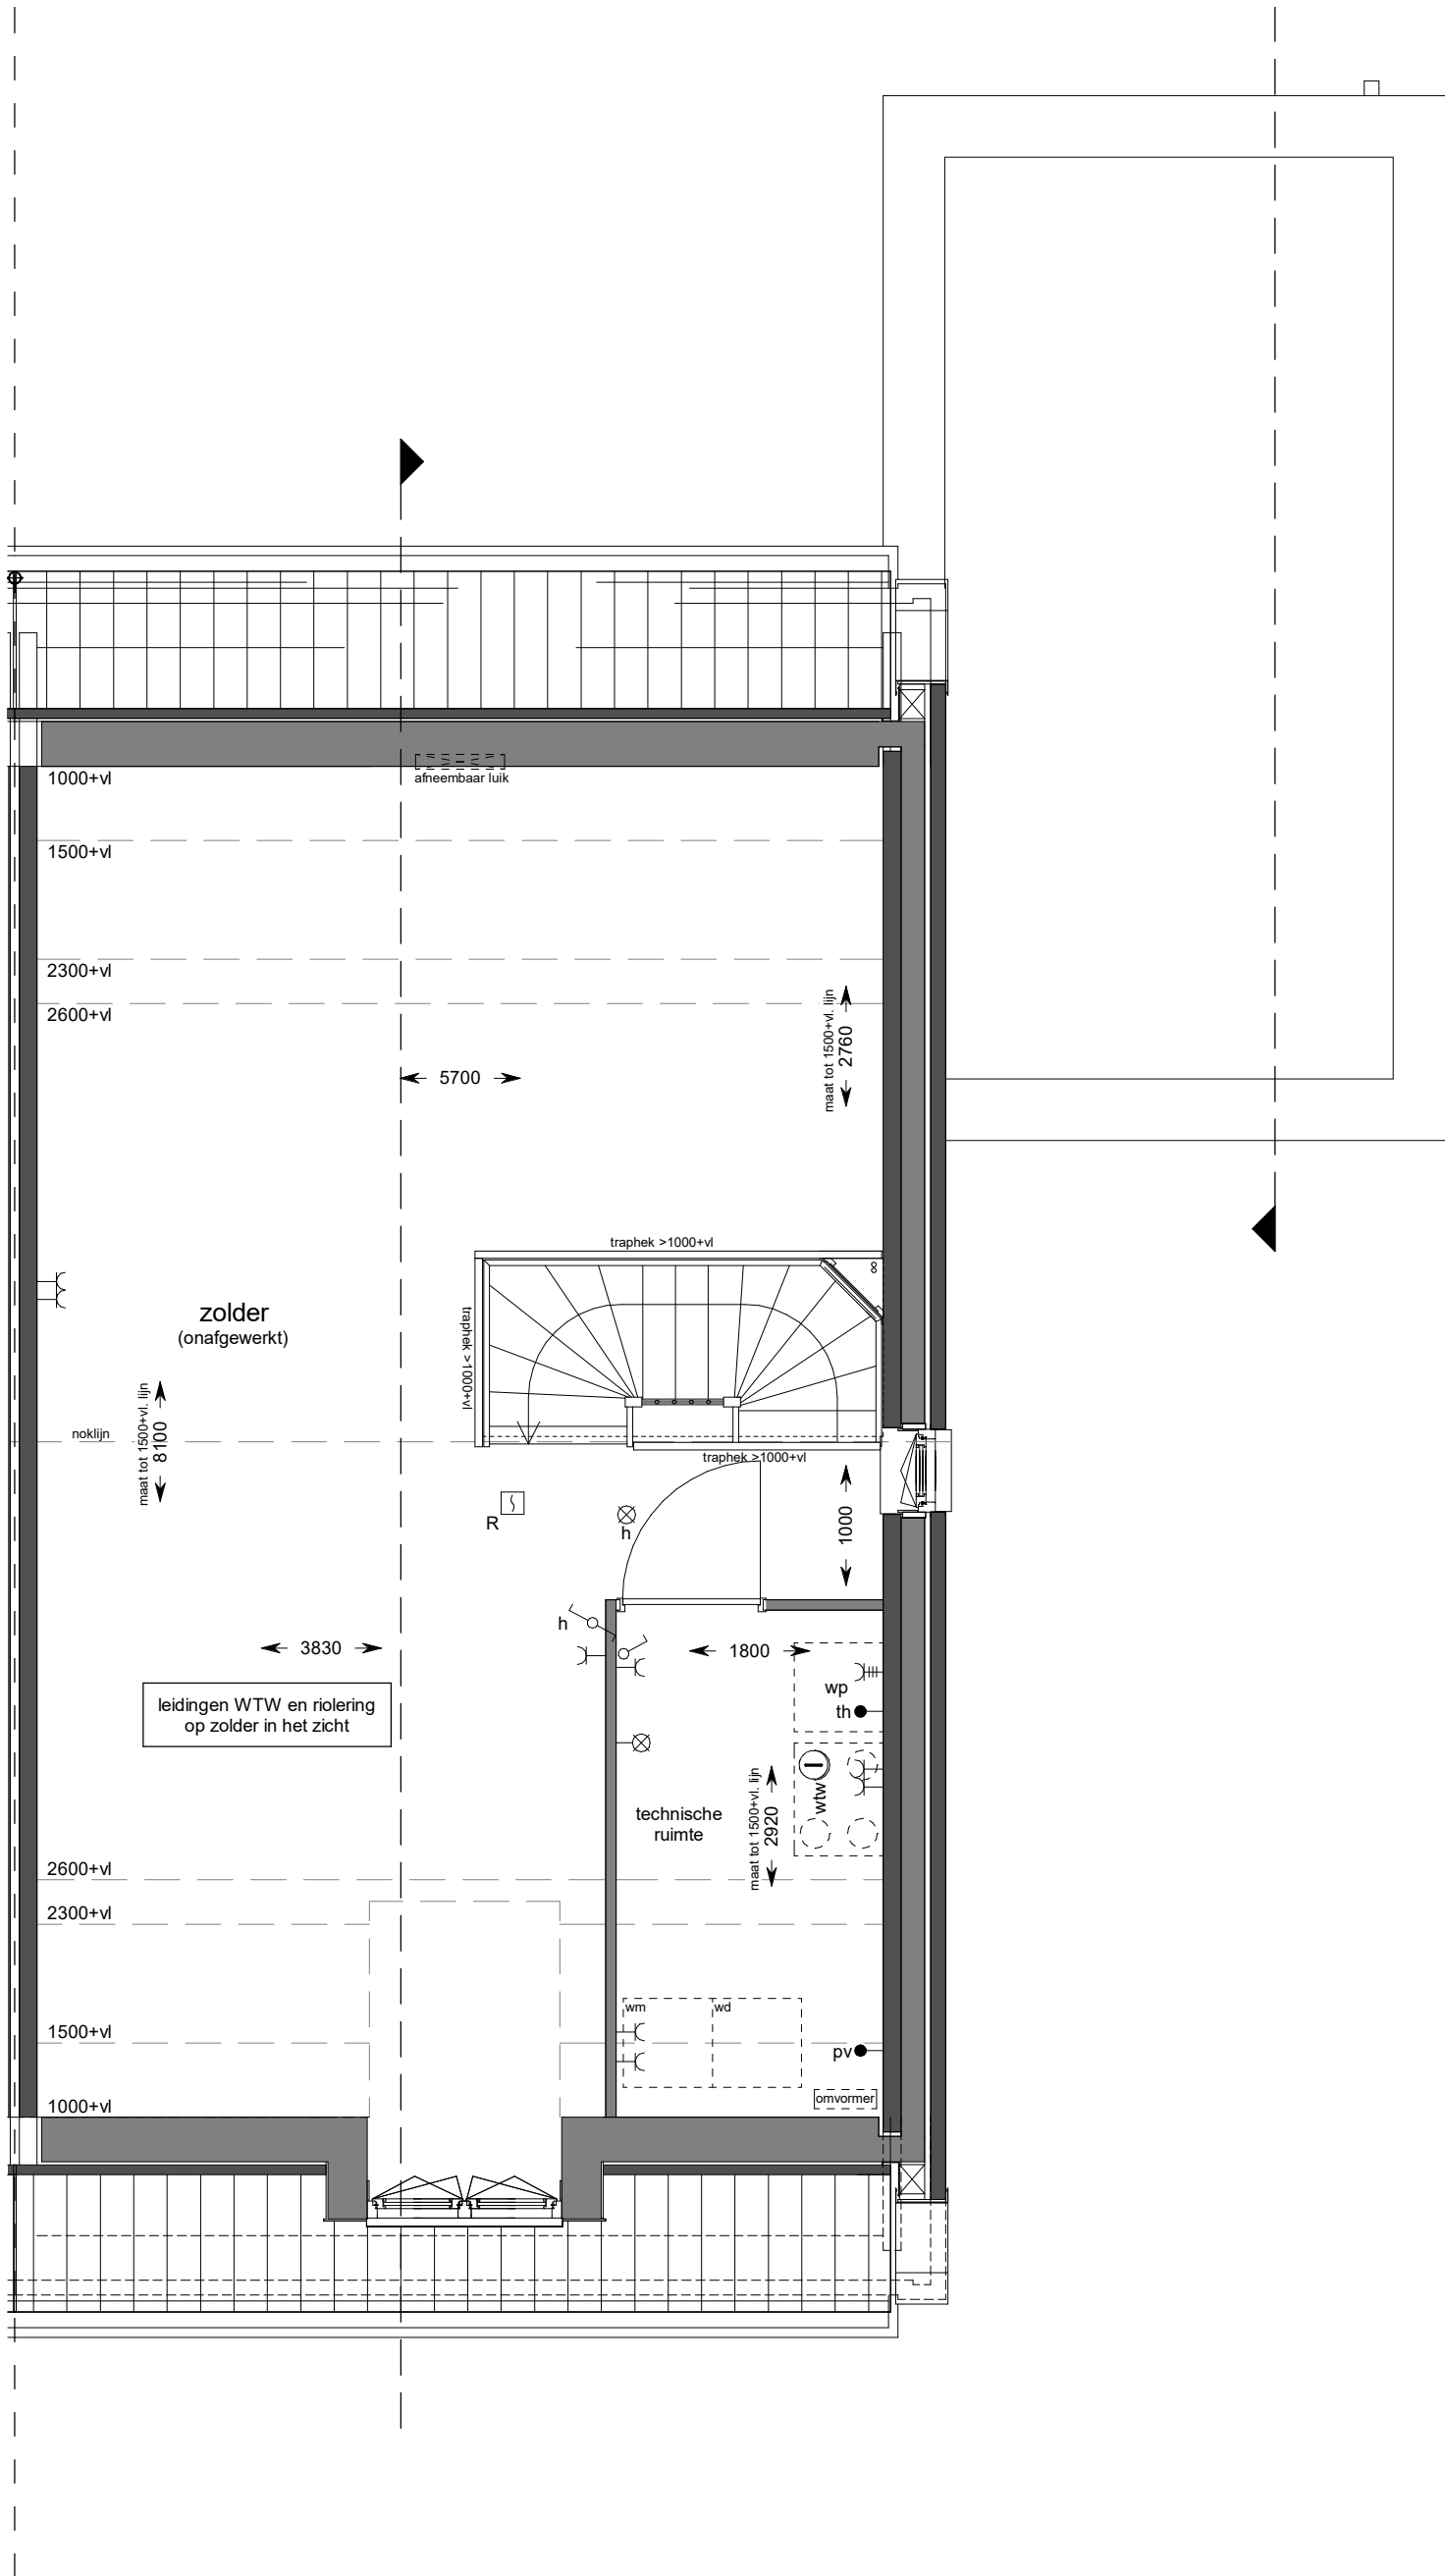 1000+vl
afneembaar luik
1500+vl
2300+vl
2600+vl
maat tot 1500+vl. lijn
2760
5700
traphek >1000+vl
8
traphek >1000+vl
zolder
(onafgewerkt)
maat tot 1500+vl. lijn
8100
noklijn
traphek >1000+vl
R
h
1000
h
3830
1800
leidingen WTW en riolering
op zolder in het zicht
wp
th
wtw
technische
ruimte
maat tot 1500+vl. lijn
2920
2600+vl
2300+vl
wm
wd
1500+vl
pv
omvormer
1000+vl